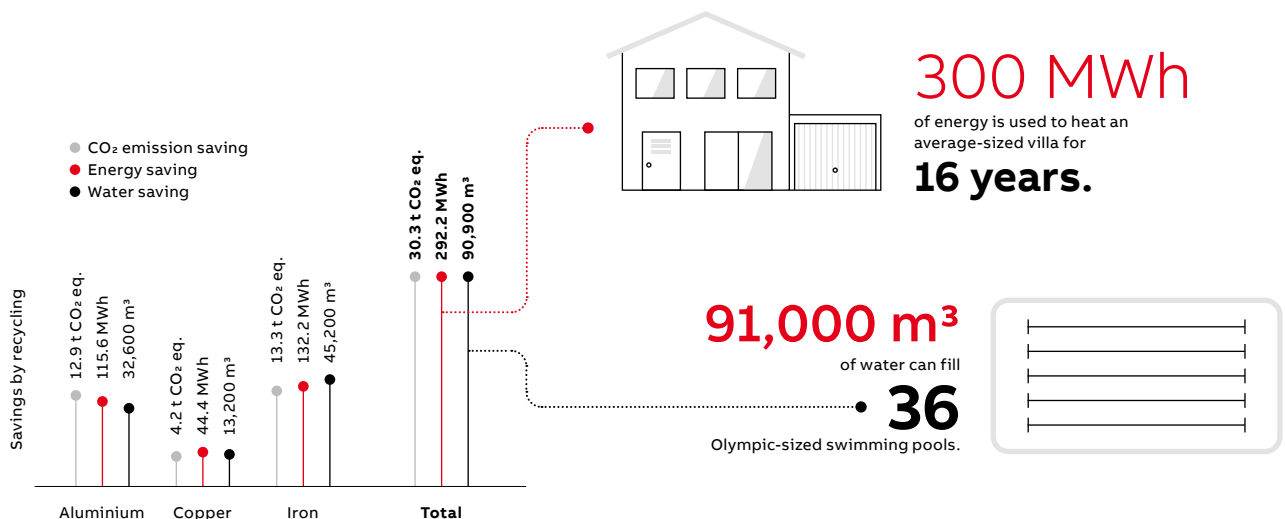 CO₂ emission saving
Energy saving
Water saving
Savings by recycling
12.9 t CO₂ eq.
115.6 MWh
32,600 m³
4.2 t CO₂ eq.
44.4 MWh
13,200 m³
13.3 t CO₂ eq.
132.2 MWh
45,200 m³
30.3 t CO₂ eq.
292.2 MWh
90,900 m³
Aluminium
Copper
Iron
Total
300 MWh
of energy is used to heat an
average-sized villa for
16 years.
91,000 m³
of water can fill
36
Olympic-sized swimming pools.